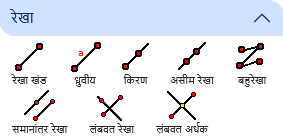 रेखा
a
रेखा खंड ध्रुवीय किरण असीम रेखा बहुरेखा
समानांतर रेखा लंबवत रेखा लंबवत अर्धक